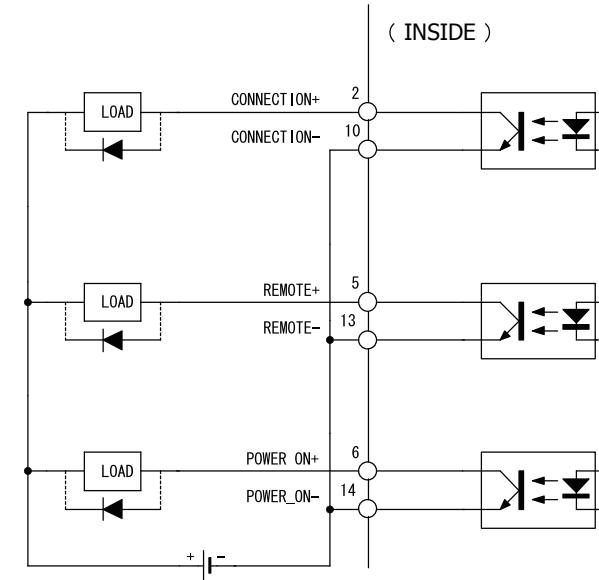 ( INSIDE )
CONNECTION+ 2
LOAD
CONNECTION- 10
REMOTE+ 5
LOAD
REMOTE- 13
POWER ON+ 6
LOAD
POWER_ON- 14
+ -